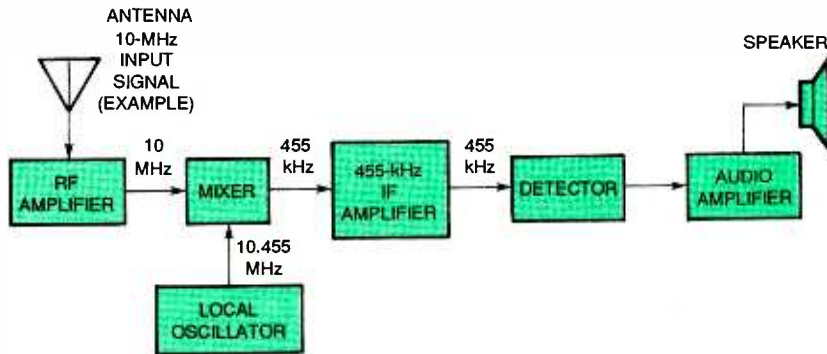 ANTENNA
10-MHz
INPUT
SIGNAL
(EXAMPLE)
SPEAKER
10
MHz
455
kHz
455
kHz
RF
AMPLIFIER
MIXER
455-kHz
IF
AMPLIFIER
DETECTOR
AUDIO
AMPLIFIER
10.455
MHz
LOCAL
OSCILLATOR